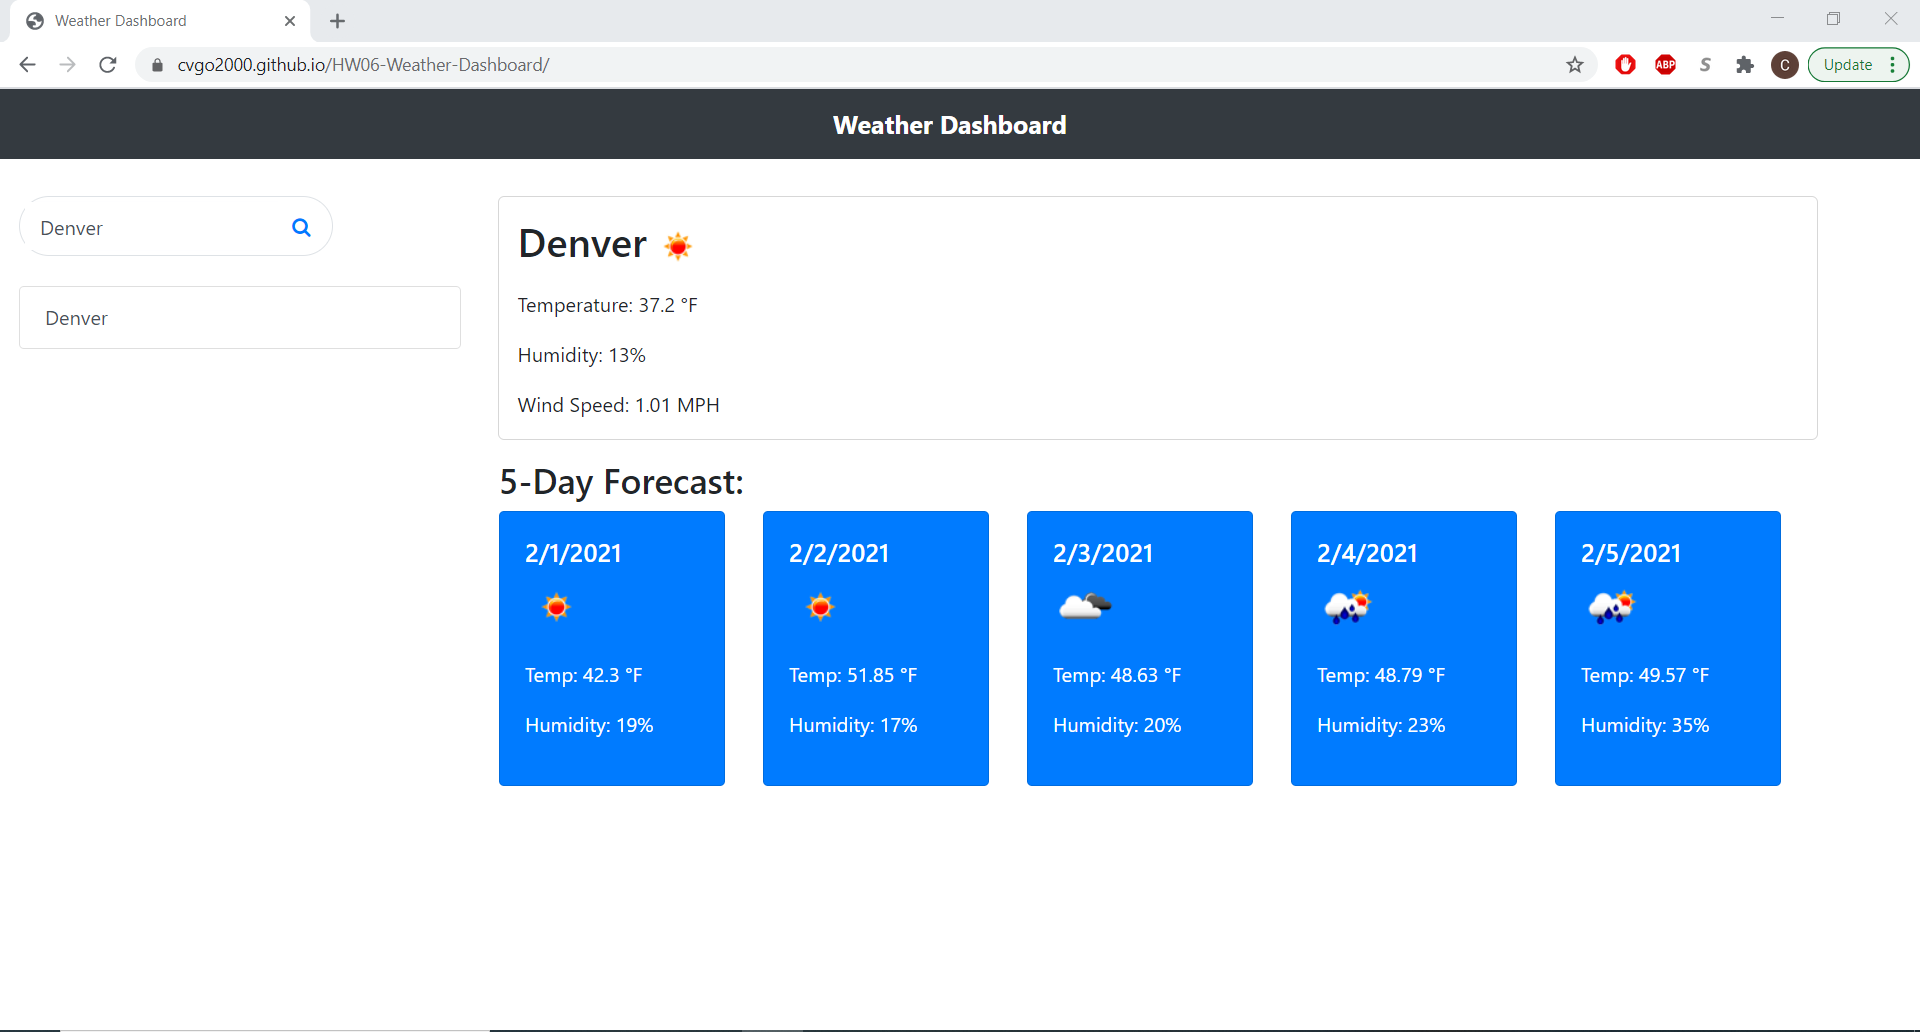 Weather Dashboard
cvgo2000.github.io/HW06-Weather-Dashboard/
ABP
S
C
Update
Weather Dashboard
Denver
Denver
Denver
Temperature: 37.2 °F
Humidity: 13%
Wind Speed: 1.01 MPH
5-Day Forecast:
2/1/2021
Temp: 42.3 °F
Humidity: 19%
2/2/2021
Temp: 51.85 °F
Humidity: 17%
2/3/2021
Temp: 48.63 °F
Humidity: 20%
2/4/2021
Temp: 48.79 °F
Humidity: 23%
2/5/2021
Temp: 49.57 °F
Humidity: 35%